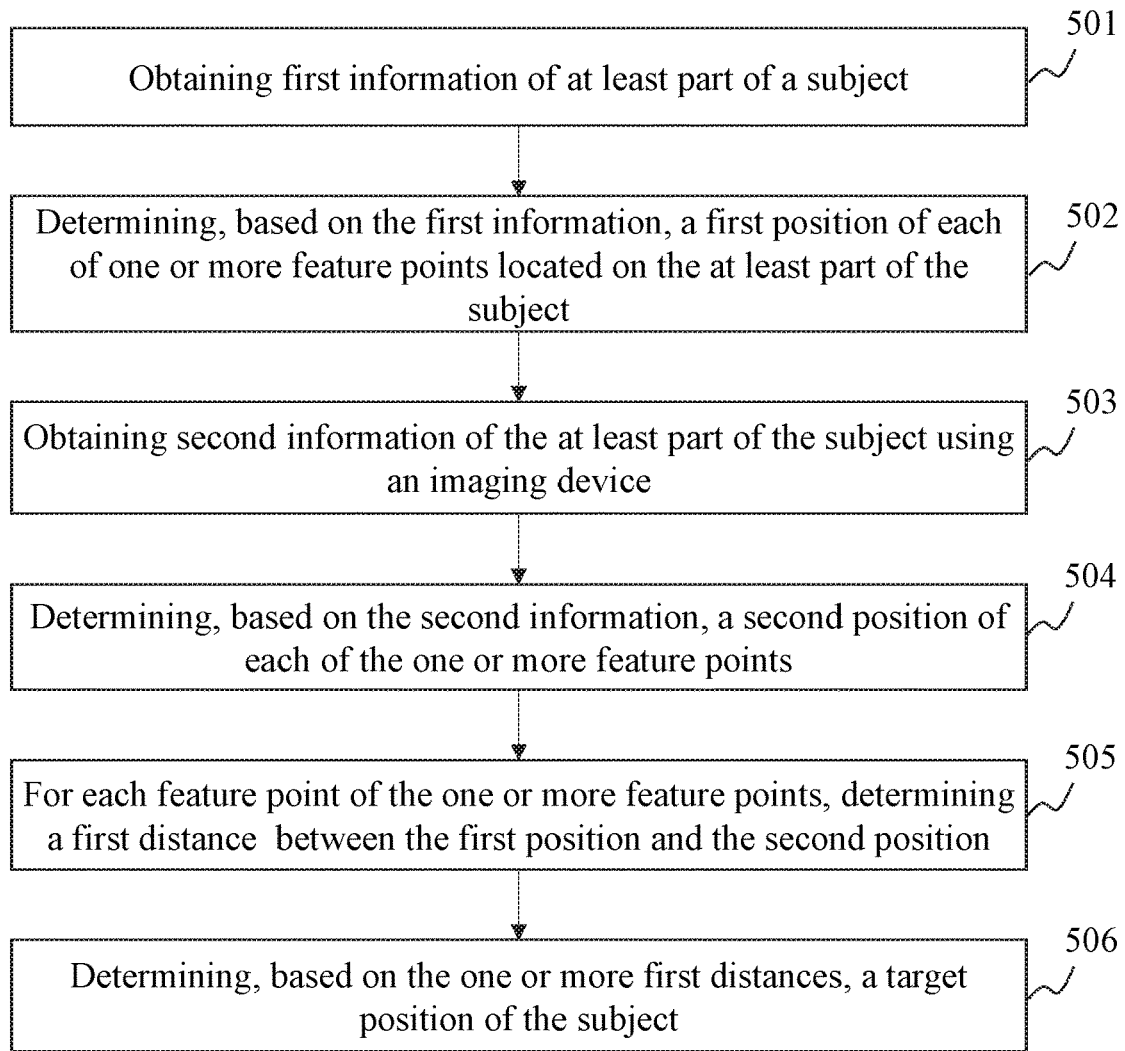 501
Obtaining first information of at least part of a subject
502
Determining, based on the first information, a first position of each
of one or more feature points located on the at least part of the
subject
503
Obtaining second information of the at least part of the subject using
an imaging device
504
Determining, based on the second information, a second position of
each of the one or more feature points
505
For each feature point of the one or more feature points, determining
a first distance between the first position and the second position
506
Determining, based on the one or more first distances, a target
position of the subject